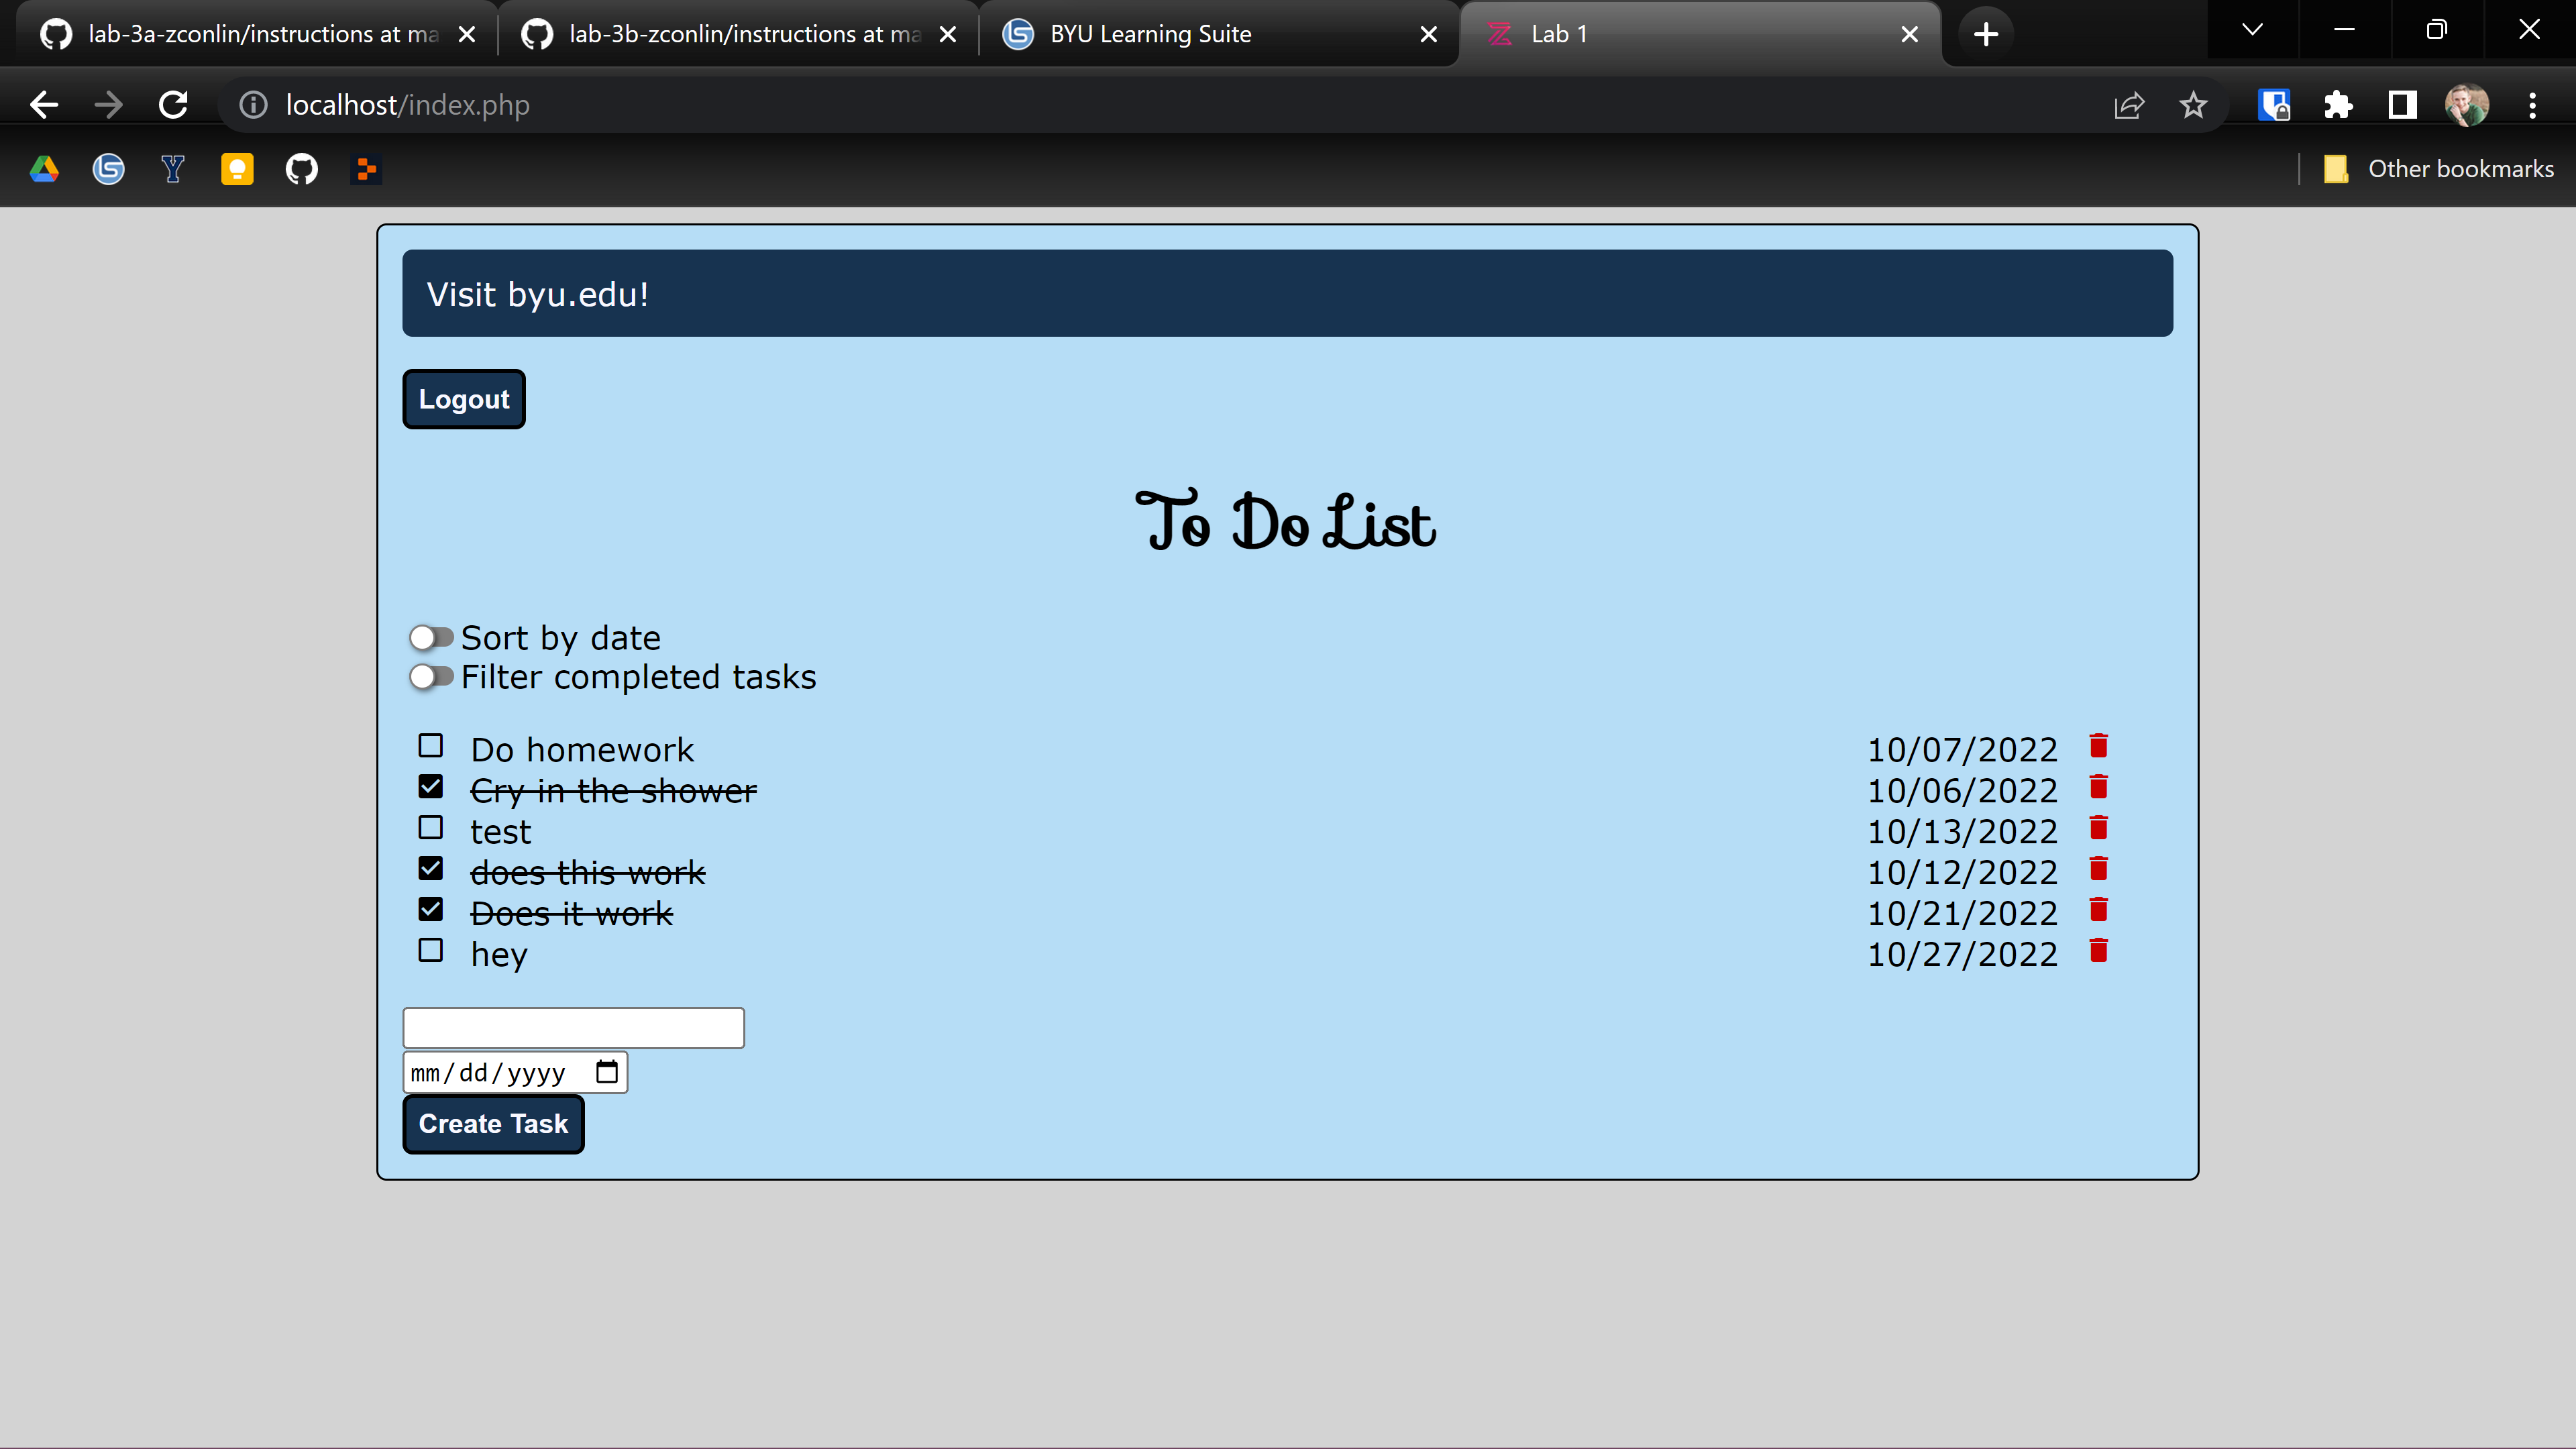 lab-3a-zconlin/instructions at ma
lab-3b-zconlin/instructions at ma
BYU Learning Suite
Lab 1
localhost/index.php
Other bookmarks
Visit byu.edu!
Logout
To Do List
Sort by date
Filter completed tasks
Do homework 10/07/2022
Cry in the shower 10/06/2022
test 10/13/2022
does this work 10/12/2022
Does it work 10/21/2022
hey 10/27/2022
mm/dd/yyyy
Create Task